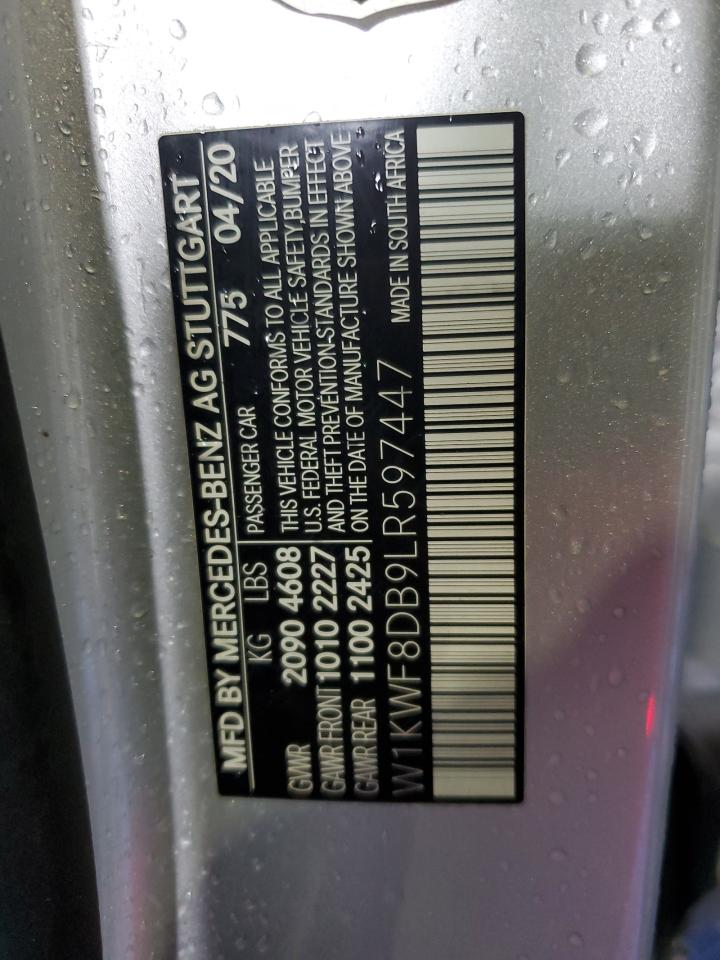 MFD BY MERCEDES-BENZ AG STUTTGART
KG LBS
775 04/20
PASSENGER CAR
GVWR 2090 4608
GAWR FRONT 1010 2227
GAWR REAR 1100 2425
THIS VEHICLE CONFORMS TO ALL APPLICABLE
U.S. FEDERAL MOTOR VEHICLE SAFETY,BUMPER
AND THEFT PREVENTION-STANDARDS IN EFFECT
ON THE DATE OF MANUFACTURE SHOWN ABOVE
W1KWF8DB9LR597447
MADE IN SOUTH AFRICA